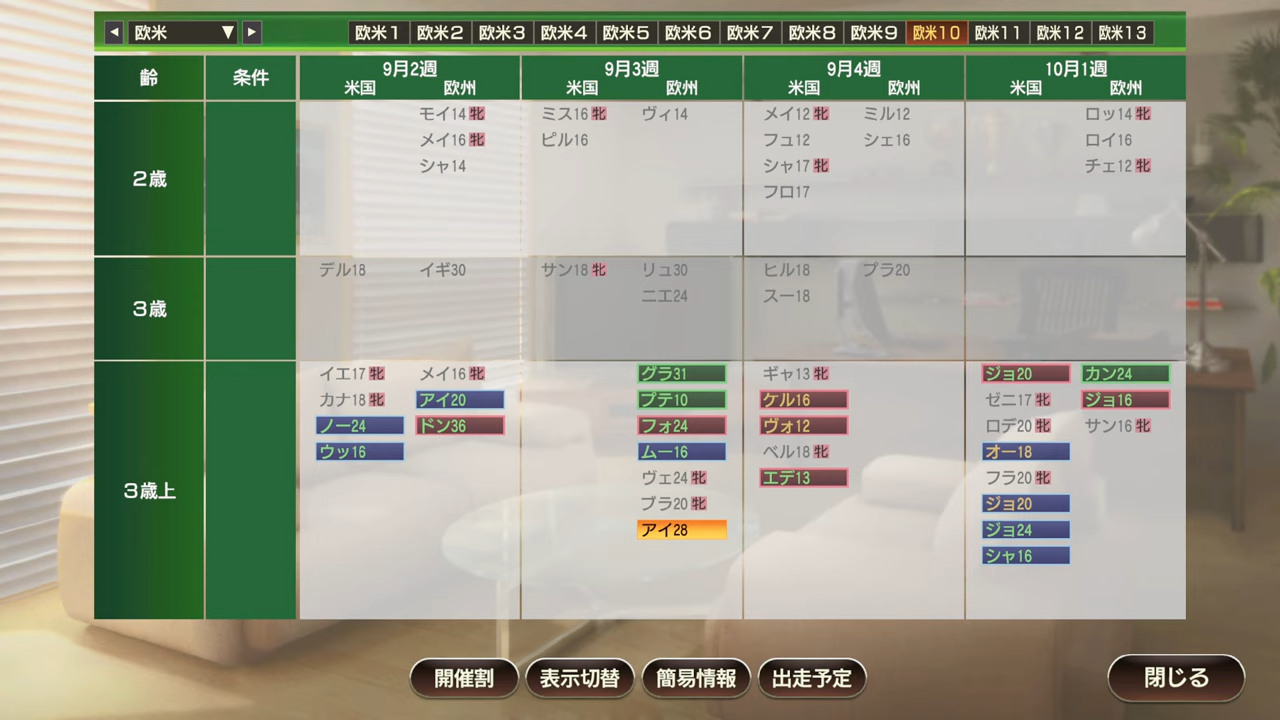 ◀ 欧米 ▼ ▶ 欧米1 欧米2 欧米3 欧米4 欧米5 欧米6 欧米7 欧米8 欧米9 欧米10 欧米11 欧米12 欧米13
齢 条件 9月2週 9月3週 9月4週 10月1週
米国 欧州 米国 欧州 米国 欧州 米国 欧州
2歳
モイ14 牝 ミス16 牝 ヴィ14 メイ12 牝 ミル12 ロッ14 牝
メイ16 牝 ピル16 フュ12 シェ16 ロイ16
シャ14 シャ17 牝 チェ12 牝
フロ17
3歳
デル18 イギ30 サン18 牝 リュ30 ヒル18 プラ20
ニエ24 スー18
3歳上
イエ17 牝 メイ16 牝 グラ31 ギャ13 牝 ジョ20 カン24
カナ18 牝 アイ20 プテ10 ケル16 ゼニ17 牝 ジョ16
ノー24 ドン36 フォ24 ヴォ12 ロデ20 牝 サン16 牝
ウッ16 ムー16 ベル18 牝 オー18
ヴェ24 牝 エデ13 フラ20 牝
ブラ20 牝 ジョ20
アイ28 ジョ24
シャ16
開催割 表示切替 簡易情報 出走予定 閉じる